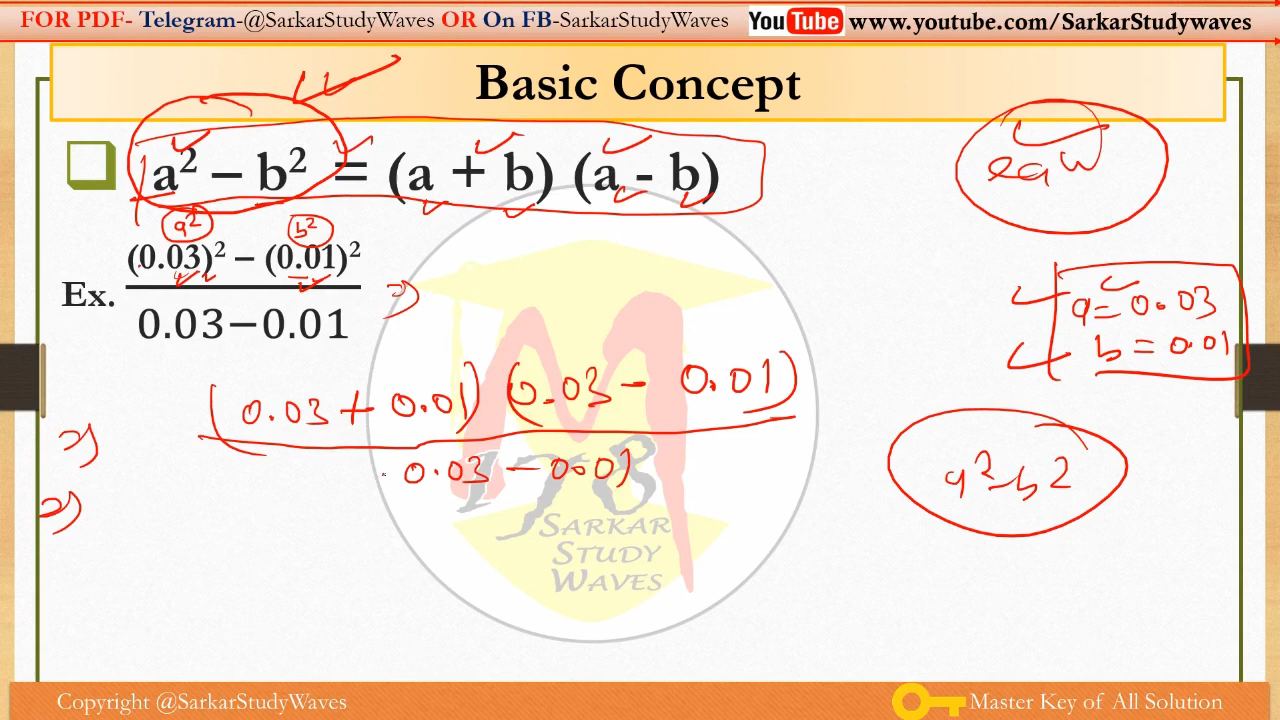 FOR PDF- Telegram-@SarkarStudyWaves OR On FB-SarkarStudyWaves YouTube www.youtube.com/SarkarStudywaves
Basic Concept
a² – b² = (a + b) (a - b)
a² b²
Ex. (0.03)² – (0.01)²
0.03–0.01
a = 0.03
b = 0.01
(0.03 + 0.01) (0.03 - 0.01)
0.03 - 0.01
a² - b²
178
SARKAR
STUDY
WAVES
Copyright @SarkarStudyWaves
Master Key of All Solution